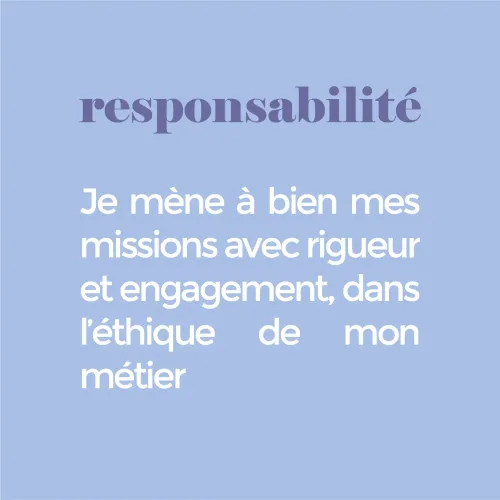 responsabilité
Je mène à bien mes
missions avec rigueur
et engagement, dans
l’éthique de mon
métier